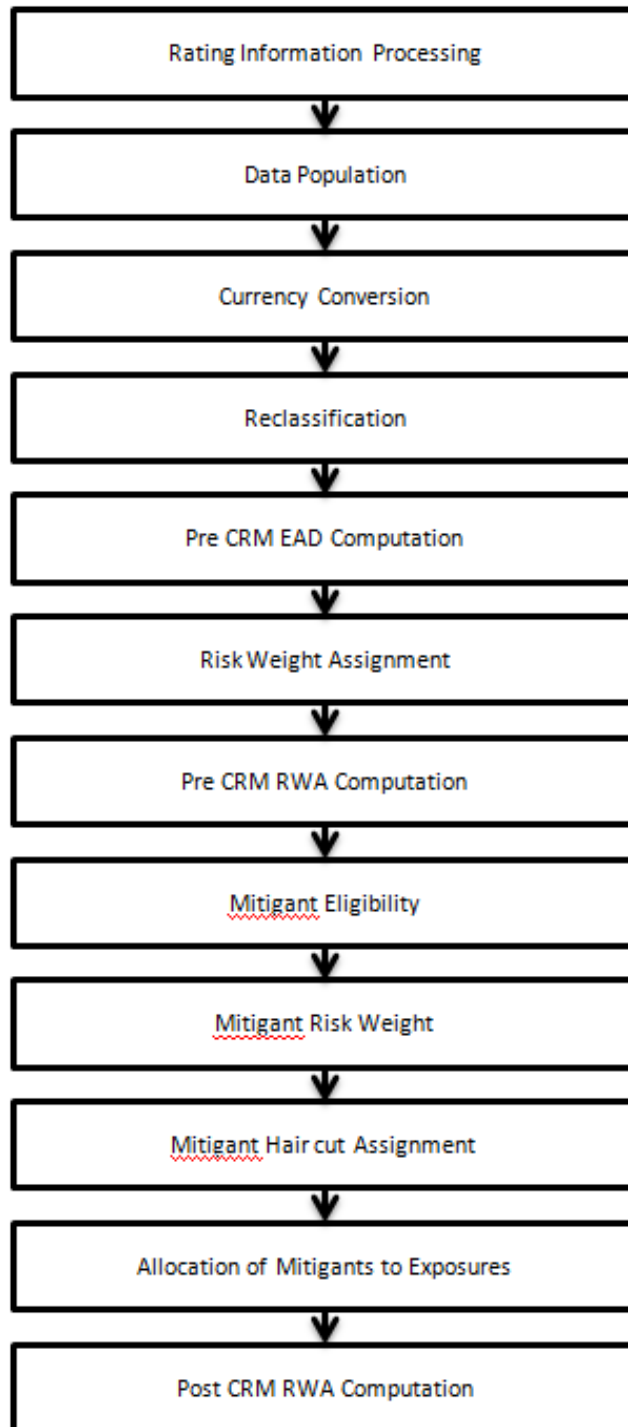 Rating Information Processing
Data Population
Currency Conversion
Reclassification
Pre CRM EAD Computation
Risk Weight Assignment
Pre CRM RWA Computation
Mitigant Eligibility
Mitigant Risk Weight
Mitigant Hair cut Assignment
Allocation of Mitigants to Exposures
Post CRM RWA Computation